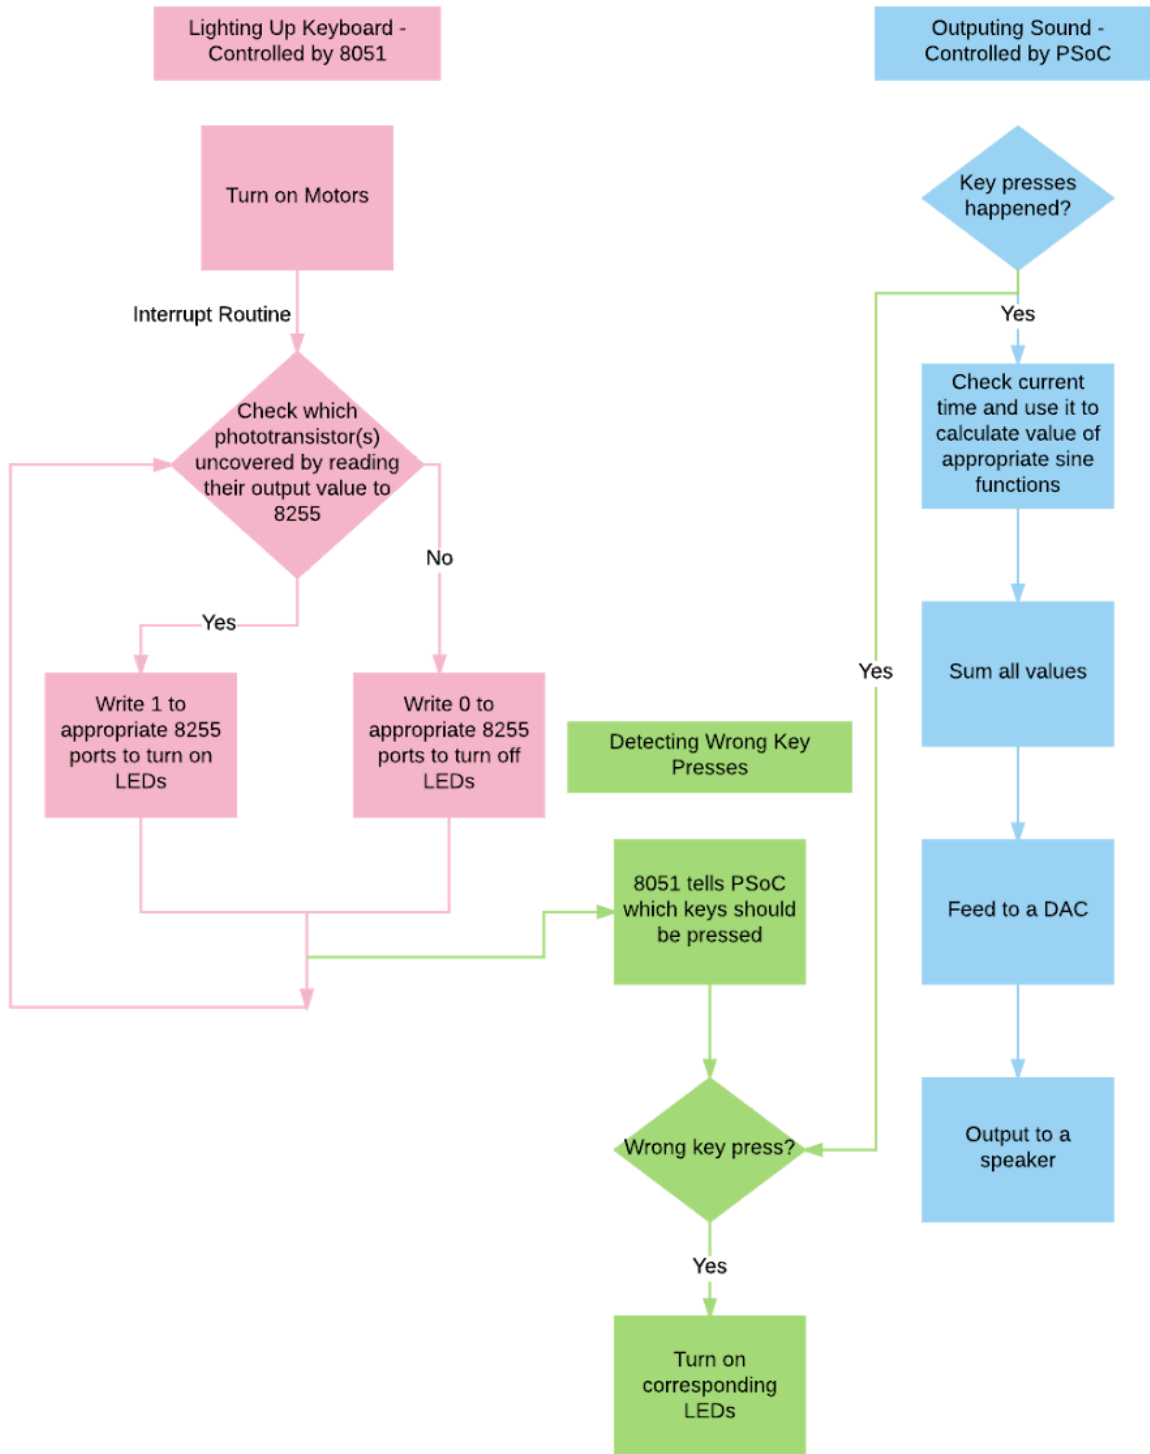 Lighting Up Keyboard -
Controlled by 8051
Outputing Sound -
Controlled by PSoC
Turn on Motors
Key presses
happened?
Interrupt Routine
Yes
Check which
phototransistor(s)
uncovered by reading
their output value to
8255
Check current
time and use it to
calculate value of
appropriate sine
functions
No
Yes
Yes
Sum all values
Write 1 to
appropriate 8255
ports to turn on
LEDs
Write 0 to
appropriate 8255
ports to turn off
LEDs
Detecting Wrong Key
Presses
8051 tells PSoC
which keys should
be pressed
Feed to a DAC
Wrong key press?
Output to a
speaker
Yes
Turn on
corresponding
LEDs